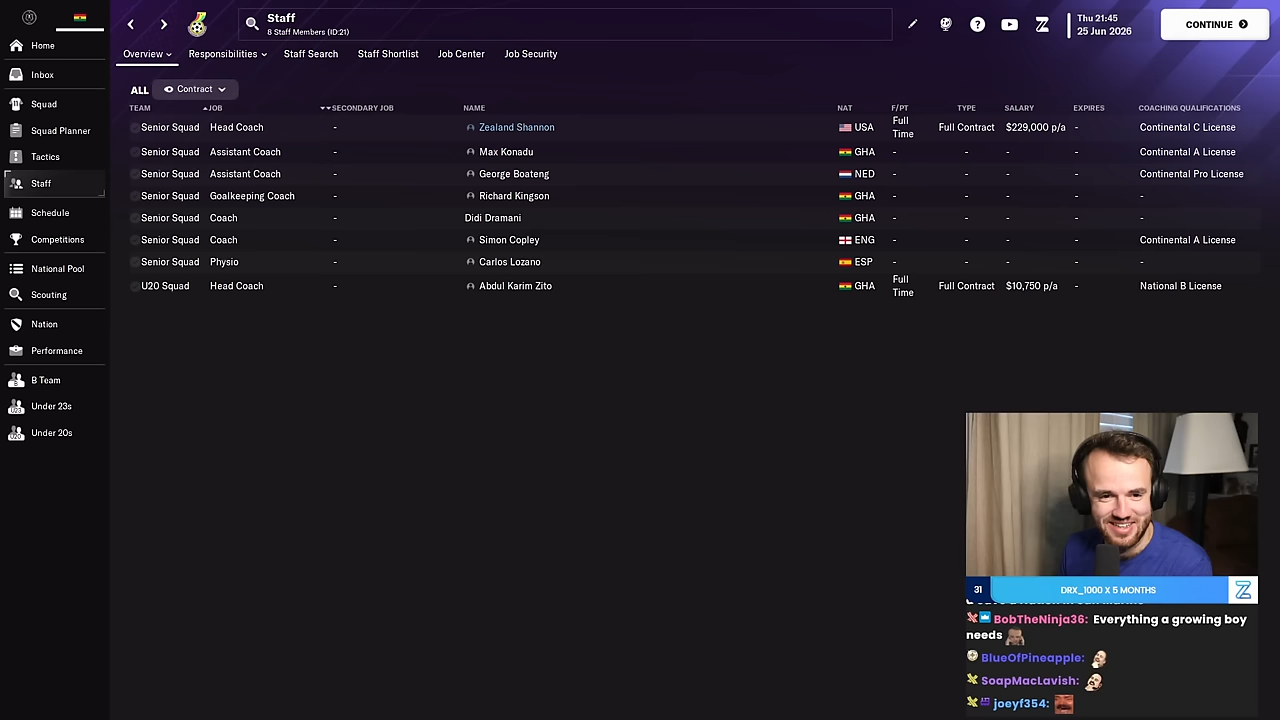 Staff
8 Staff Members (ID:21)
Thu 21:45
25 Jun 2026
CONTINUE
Home
Inbox
Squad
Squad Planner
Tactics
Staff
Schedule
Competitions
National Pool
Scouting
Nation
Performance
B Team
Under 23s
Under 20s
Overview Responsibilities Staff Search Staff Shortlist Job Center Job Security
ALL Contract
TEAM JOB SECONDARY JOB NAME NAT F/PT TYPE SALARY EXPIRES COACHING QUALIFICATIONS
Senior Squad Head Coach - Zealand Shannon USA Full Time Full Contract $229,000 p/a - Continental C License
Senior Squad Assistant Coach - Max Konadu GHA - - - - Continental A License
Senior Squad Assistant Coach - George Boateng NED - - - - Continental Pro License
Senior Squad Goalkeeping Coach - Richard Kingson GHA - - - - -
Senior Squad Coach - Didi Dramani GHA - - - - -
Senior Squad Coach - Simon Copley ENG - - - - Continental A License
Senior Squad Physio - Carlos Lozano ESP - - - - -
U20 Squad Head Coach - Abdul Karim Zito GHA Full Time Full Contract $10,750 p/a - National B License
31 DRX_1000 X 5 MONTHS
BobTheNinja36: Everything a growing boy
needs
BlueOfPineapple:
SoapMacLavish:
joeyf354: